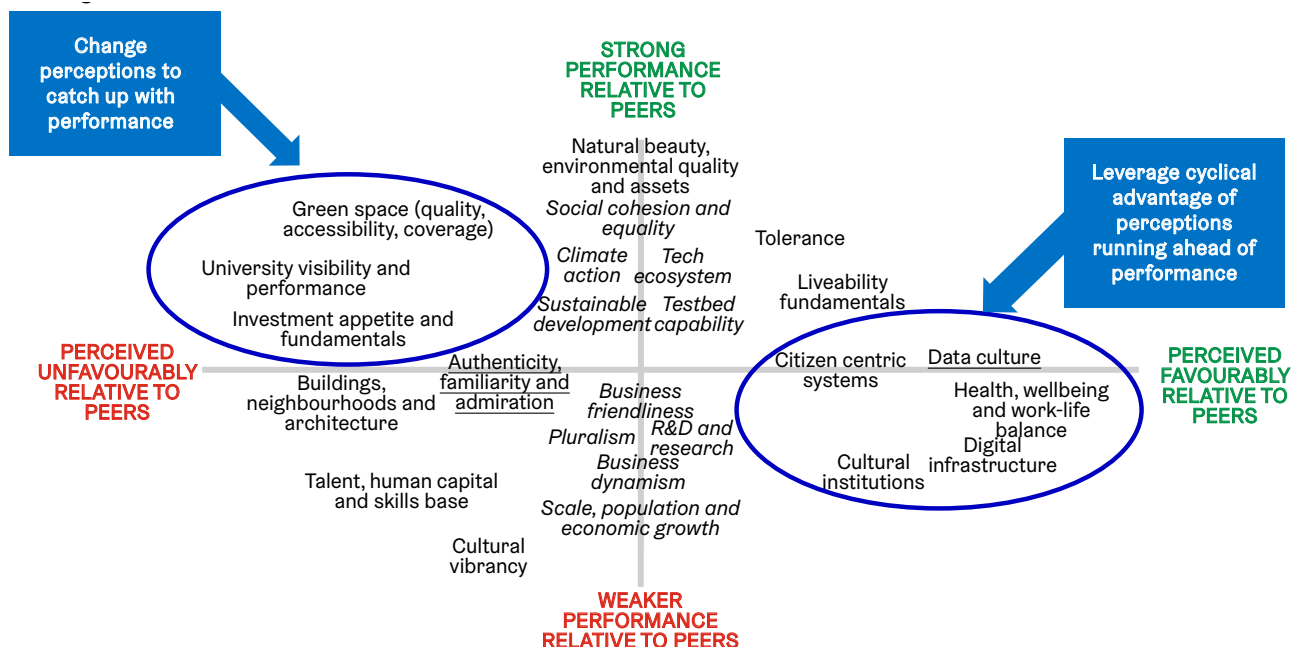 Change
perceptions to
catch up with
performance
STRONG
PERFORMANCE
RELATIVE TO
PEERS
Leverage cyclical
advantage of
perceptions
running ahead of
performance
Natural beauty,
environmental quality
and assets
Green space (quality,
accessibility, coverage)
Social cohesion and
equality
Tolerance
Climate
action
Tech
ecosystem
University visibility and
performance
Liveability
fundamentals
Sustainable
development
Testbed
capability
Investment appetite and
fundamentals
PERCEIVED
UNFAVOURABLY
RELATIVE TO
PEERS
Authenticity,
familiarity and
admiration
Citizen centric
systems
Data culture
PERCEIVED
FAVOURABLY
RELATIVE TO
PEERS
Buildings,
neighbourhoods and
architecture
Business
friendliness
Health, wellbeing
and work-life
balance
Pluralism
R&D and
research
Digital
infrastructure
Business
dynamism
Cultural
institutions
Talent, human capital
and skills base
Scale, population and
economic growth
Cultural
vibrancy
WEAKER
PERFORMANCE
RELATIVE TO PEERS